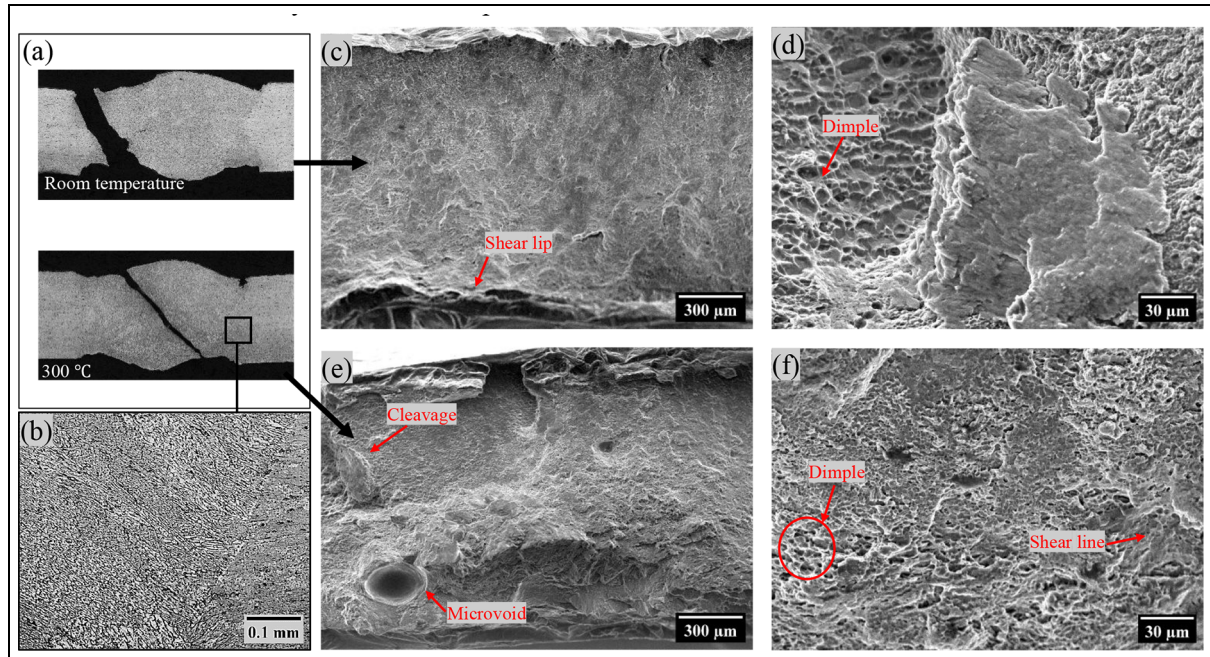 (a)
Room temperature
300 ℃
(b)
0.1 mm
(c)
Shear lip
300 μm
(d)
Dimple
30 μm
(e)
Cleavage
Microvoid
300 μm
(f)
Dimple
Shear line
30 μm